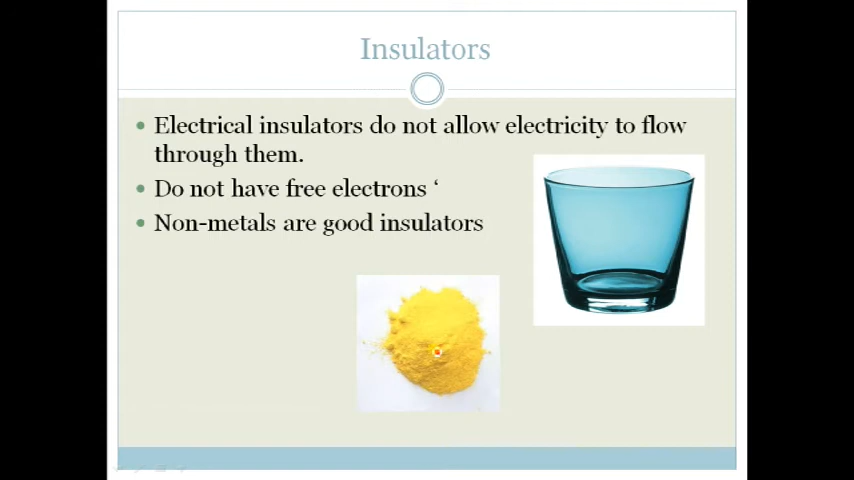 Insulators
Electrical insulators do not allow electricity to flow
through them.
Do not have free electrons ‘
Non-metals are good insulators